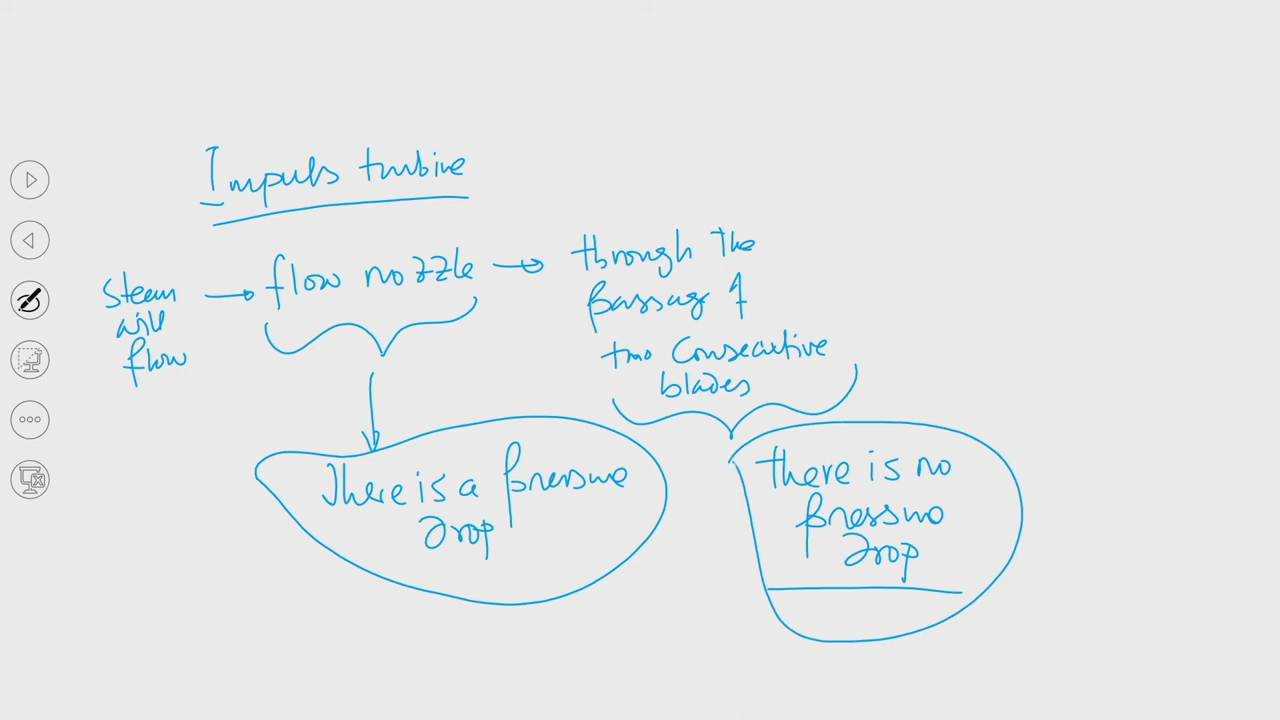 Impuls turbine
Steam will flow → flow nozzle → through the
passag of
two Consecutive
blades
There is a pressure
drop
there is no
pressure
drop